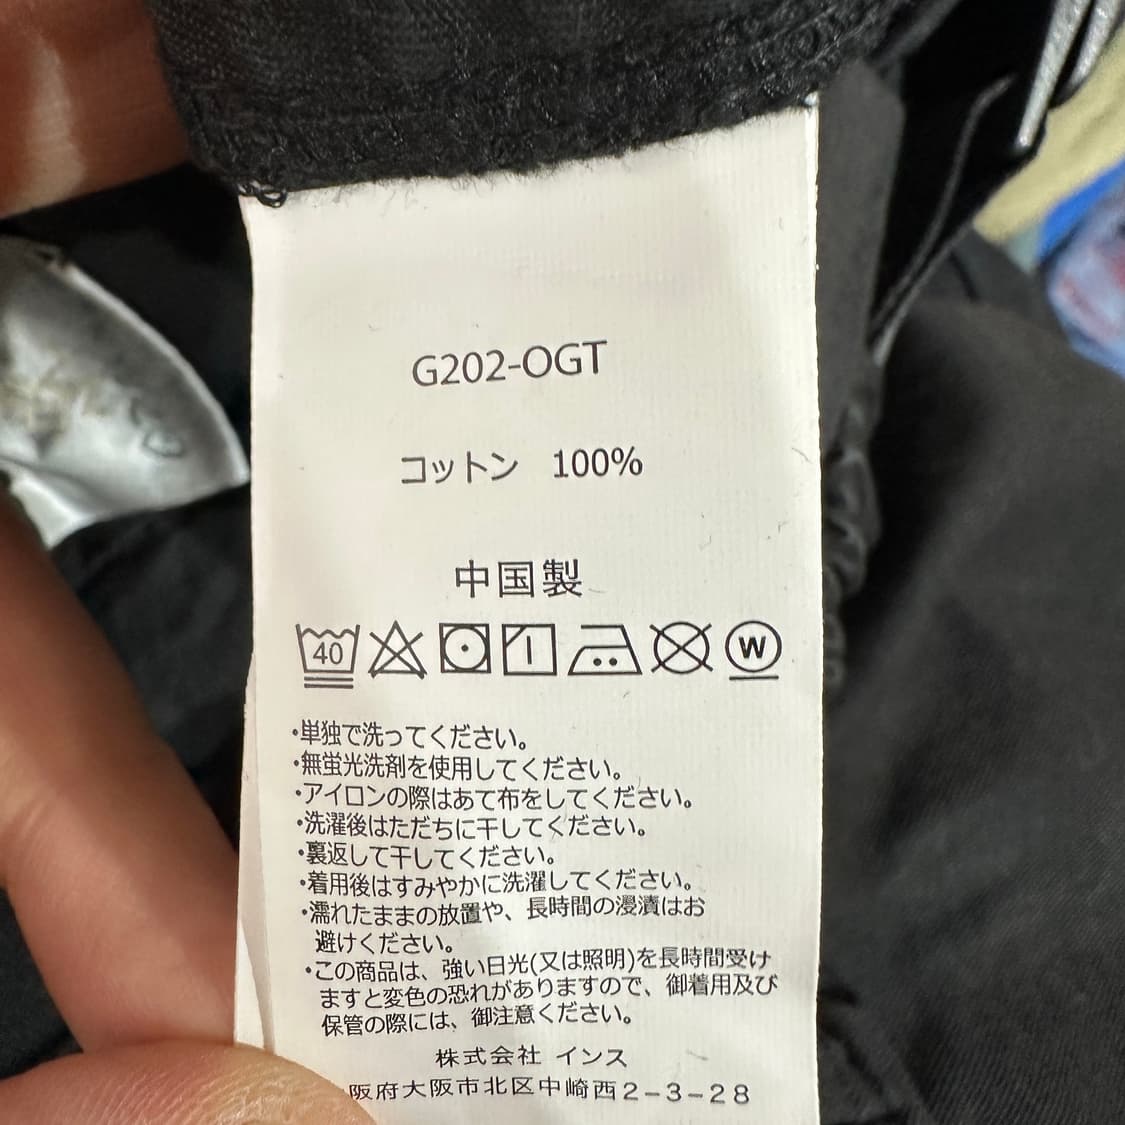 G202-OGT
コットン 100%
中国製
40 W
・単独で洗ってください。
・無蛍光洗剤を使用してください。
・アイロンの際はあて布をしてください。
・洗濯後はただちに干してください。
・裏返して干してください。
・着用後はすみやかに洗濯してください。
・濡れたままの放置や、長時間の浸漬はお
避けください。
・この商品は、強い日光(又は照明)を長時間受け
ますと変色の恐れがありますので、御着用及び
保管の際には、御注意ください。
株式会社 インス
阪府大阪市北区中崎西2-3-28